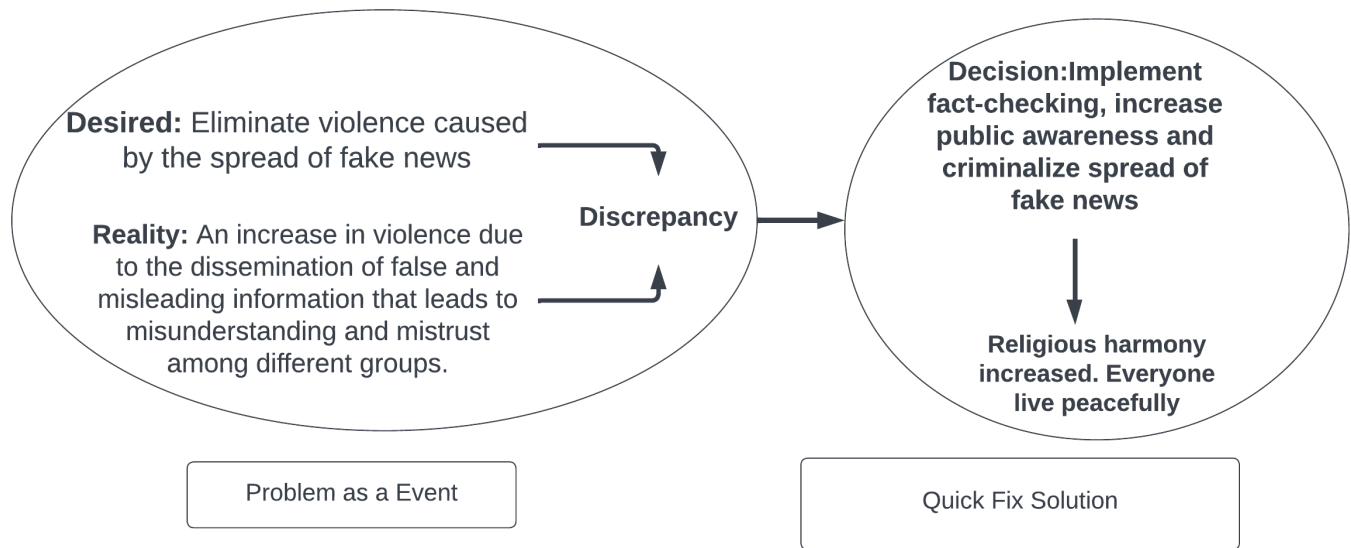 Desired: Eliminate violence caused
by the spread of fake news
Reality: An increase in violence due
to the dissemination of false and
misleading information that leads to
misunderstanding and mistrust
among different groups.
Discrepancy
Decision:Implement
fact-checking, increase
public awareness and
criminalize spread of
fake news
Religious harmony
increased. Everyone
live peacefully
Problem as a Event
Quick Fix Solution